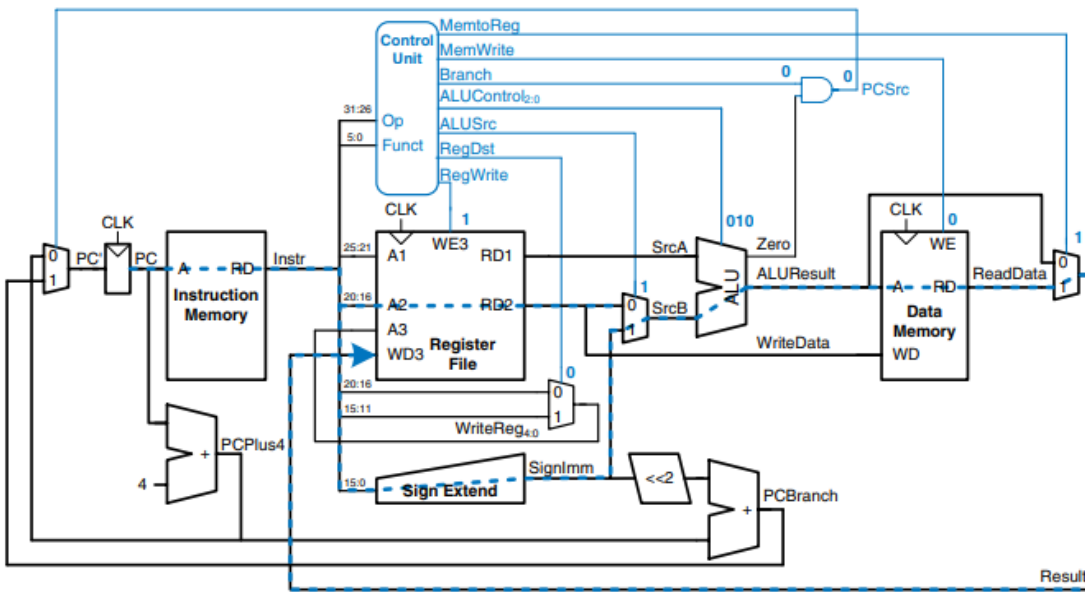 MemtoReg
Control Unit
MemWrite
Branch
0
0
PCSrc
ALUControl2:0
31:26
Op
ALUSrc
5:0
Funct
RegDst
RegWrite
CLK
CLK
1
010
CLK
0
1
25:21
A1
WE3
RD1
SrcA
Zero
WE
0
1
PC'
PC
A
RD
Instr
1
ALU
ALUResult
A
RD
ReadData
0
1
Instruction Memory
20:16
A2
RD2
0
1
SrcB
Data Memory
A3
Register File
WriteData
WD
WD3
20:16
0
0
1
15:11
WriteReg4:0
PCPlus4
+
4
15:0
Sign Extend
SignImm
<<2
+
PCBranch
Result